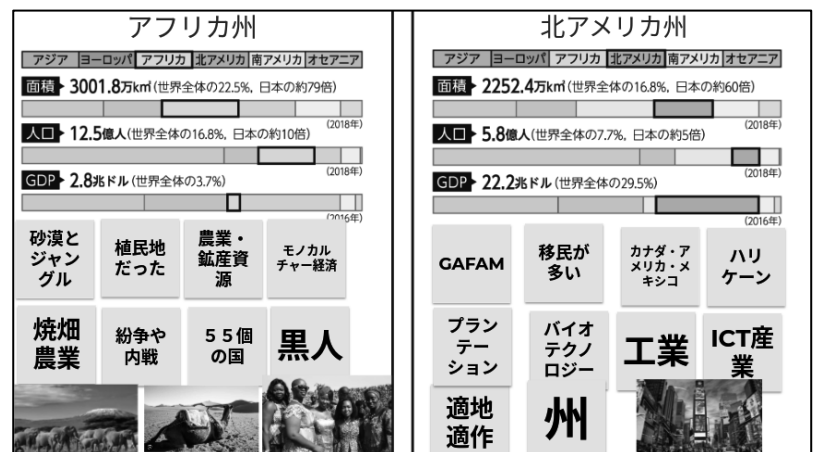 アフリカ州
アジア ヨーロッパ アフリカ 北アメリカ 南アメリカ オセアニア
面積 3001.8万km²(世界全体の22.5%, 日本の約79倍)
(2018年)
人口 12.5億人(世界全体の16.8%, 日本の約10倍)
(2018年)
GDP 2.8兆ドル(世界全体の3.7%)
(2016年)
砂漠と
ジャン
グル
植民地
だった
農業・
鉱産資
源
モノカル
チャー経済
焼畑
農業
紛争や
内戦
５５個
の国
黒人
北アメリカ州
アジア ヨーロッパ アフリカ 北アメリカ 南アメリカ オセアニア
面積 2252.4万km²(世界全体の16.8%, 日本の約60倍)
(2018年)
人口 5.8億人(世界全体の7.7%, 日本の約5倍)
(2018年)
GDP 22.2兆ドル(世界全体の29.5%)
(2016年)
GAFAM
移民が
多い
カナダ・ア
メリカ・メ
キシコ
ハリ
ケーン
プラン
テー
ション
バイオ
テクノ
ロジー
工業
ICT産
業
適地
適作
州